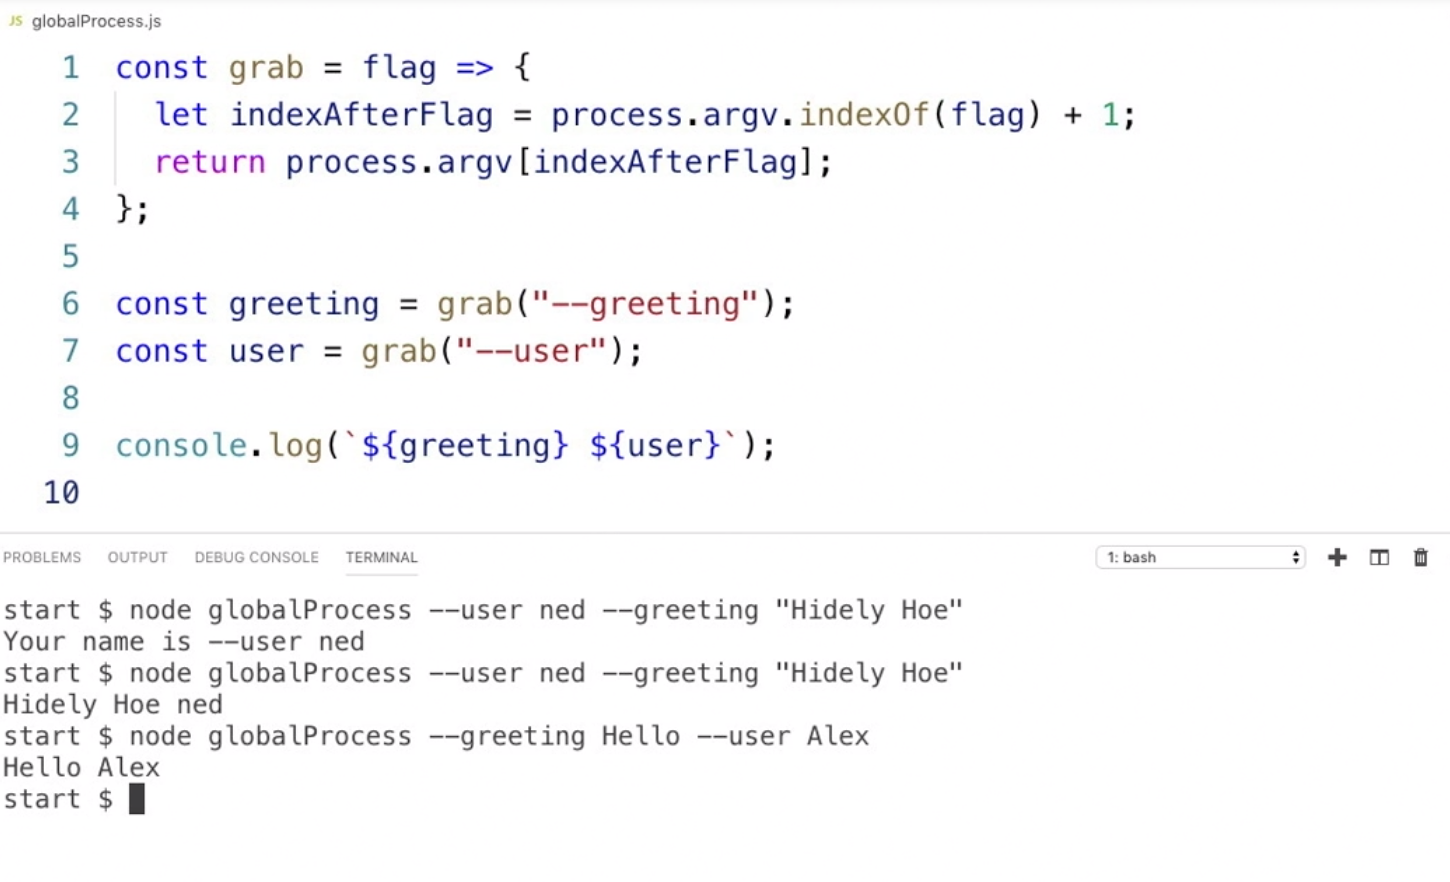 JS globalProcess.js
1 const grab = flag => {
2 let indexAfterFlag = process.argv.indexOf(flag) + 1;
3 return process.argv[indexAfterFlag];
4 };
5
6 const greeting = grab("--greeting");
7 const user = grab("--user");
8
9 console.log(`${greeting} ${user}`);
10
PROBLEMS OUTPUT DEBUG CONSOLE TERMINAL 1: bash
start $ node globalProcess --user ned --greeting "Hidely Hoe"
Your name is --user ned
start $ node globalProcess --user ned --greeting "Hidely Hoe"
Hidely Hoe ned
start $ node globalProcess --greeting Hello --user Alex
Hello Alex
start $